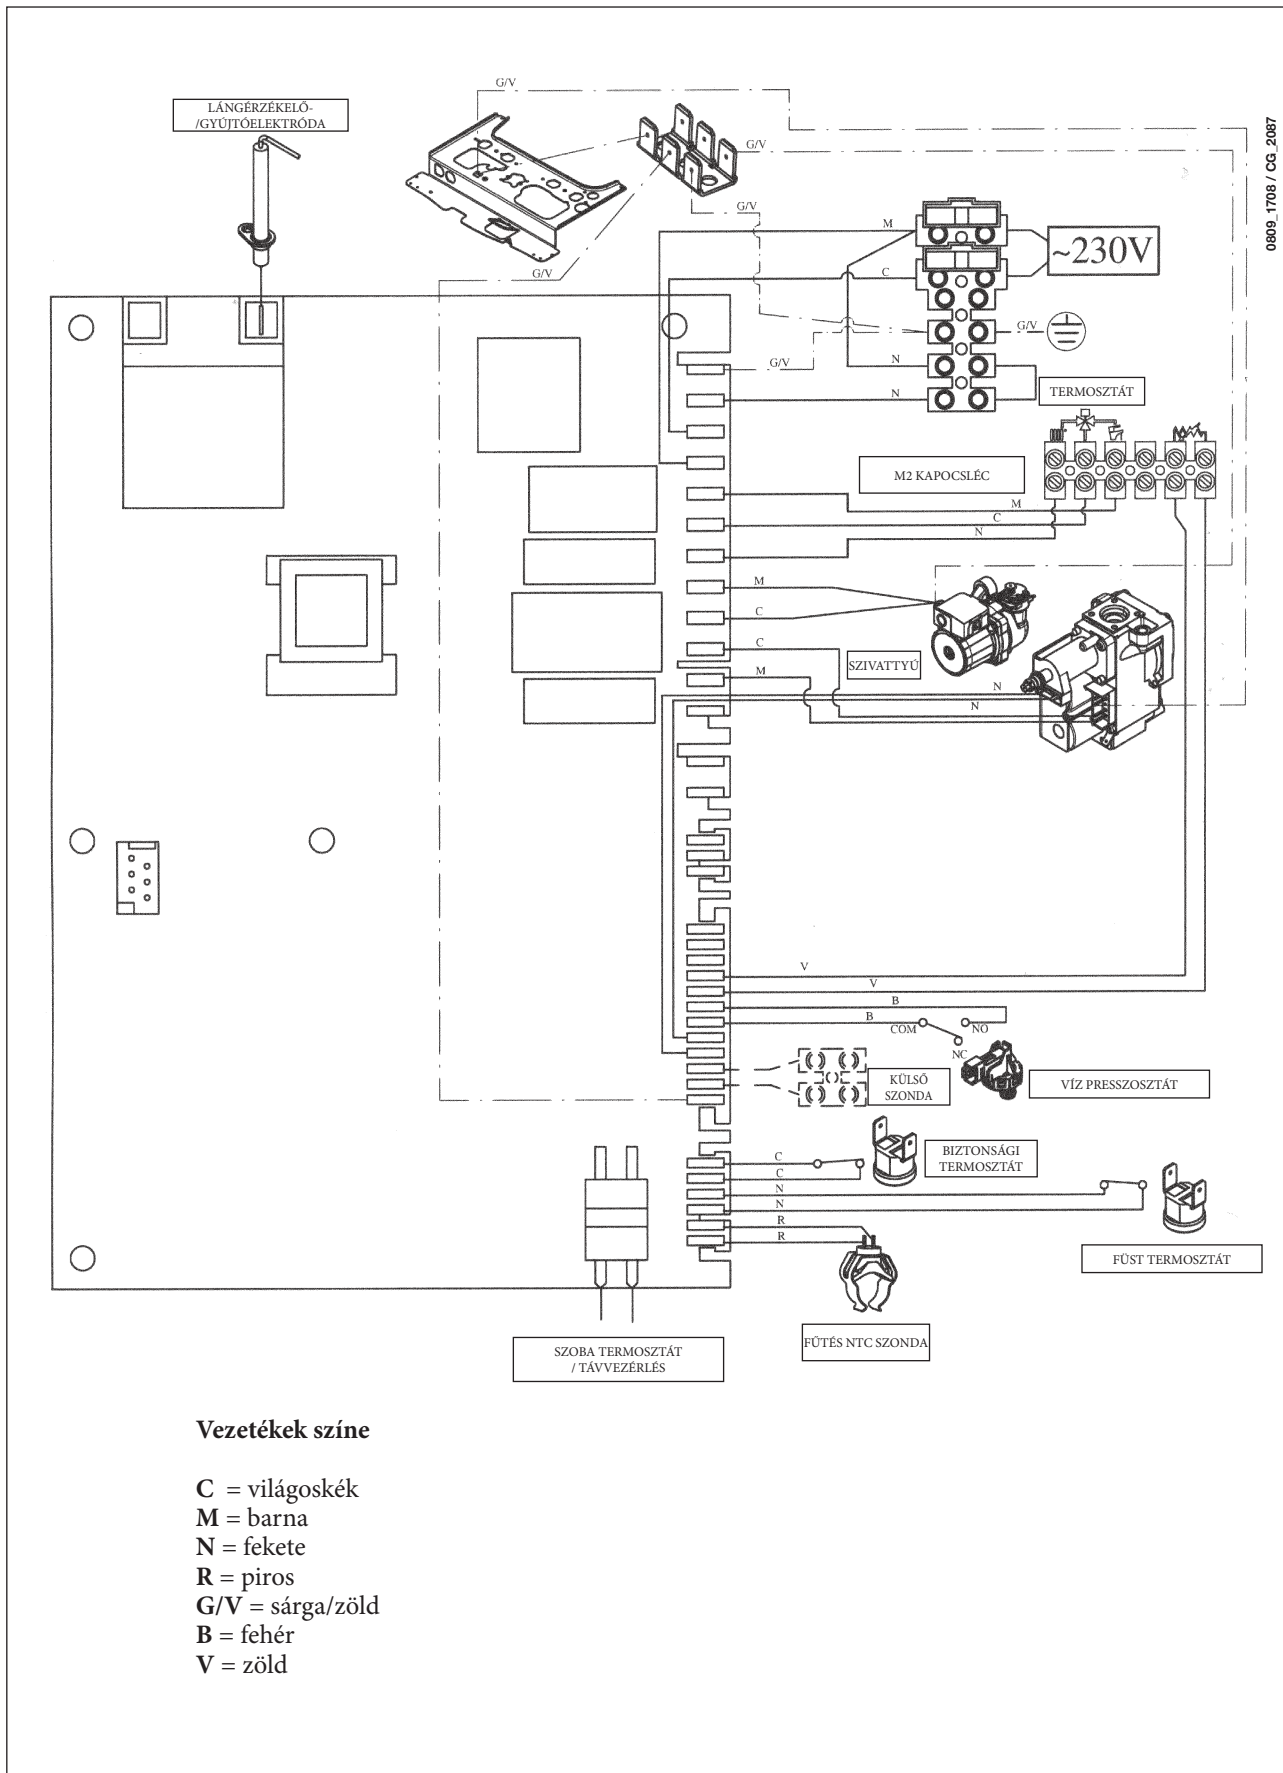 G/V
LÁNGÉRZÉKELŐ-
/GYÚJTÓELEKTRÓDA
0809_1708 / CG_2087
G/V
G/V
M
~230V
G/V
C
G/V
G/V
N
N
TERMOSZTÁT
M2 KAPOCSLÉC
M
C
N
M
C
C
SZIVATTYÚ
M
N
N
V
V
B
B
COM
NO
NC
KÜLSŐ
SZONDA
VÍZ PRESSZOSTÁT
C
BIZTONSÁGI
TERMOSZTÁT
C
N
N
R
R
FÜST TERMOSZTÁT
FŰTÉS NTC SZONDA
SZOBA TERMOSZTÁT
/ TÁVVEZÉRLÉS
Vezetékek színe
C = világoskék
M = barna
N = fekete
R = piros
G/V = sárga/zöld
B = fehér
V = zöld